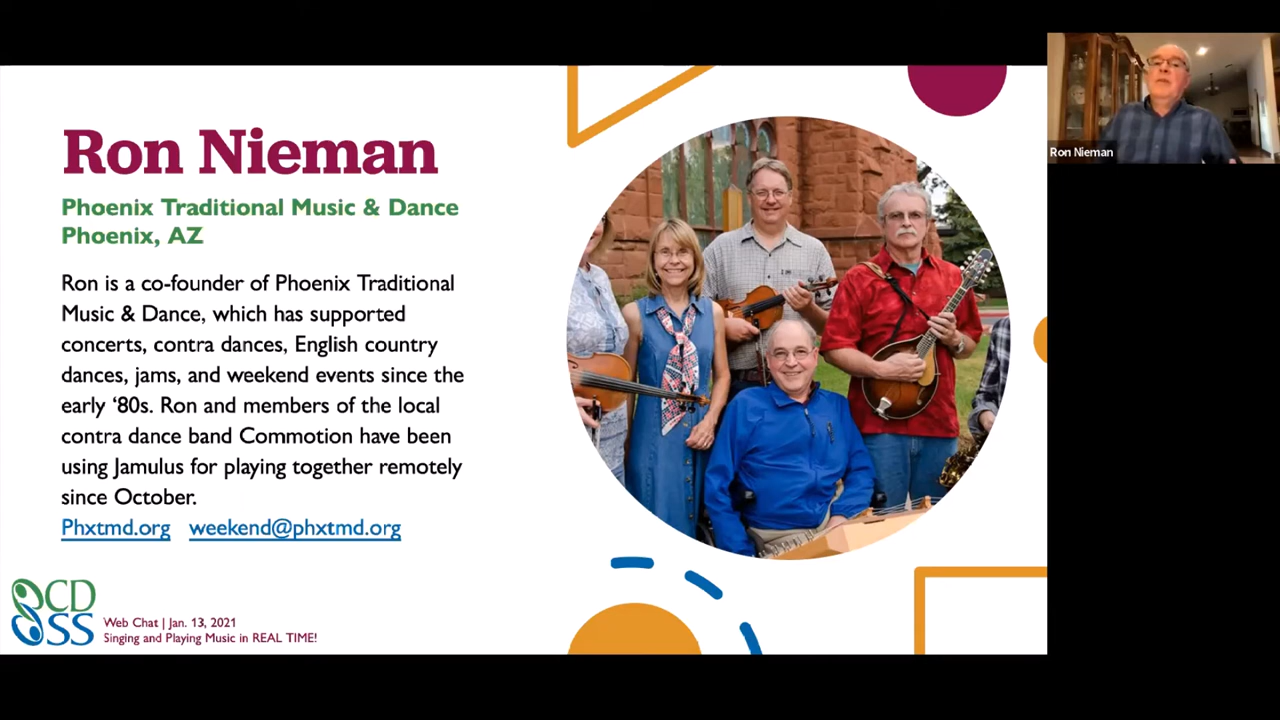 Ron Nieman
Phoenix Traditional Music & Dance
Phoenix, AZ
Ron is a co-founder of Phoenix Traditional
Music & Dance, which has supported
concerts, contra dances, English country
dances, jams, and weekend events since the
early ‘80s. Ron and members of the local
contra dance band Commotion have been
using Jamulus for playing together remotely
since October.
Phxtmd.org weekend@phxtmd.org
CD
SS
Web Chat | Jan. 13, 2021
Singing and Playing Music in REAL TIME!
Ron Nieman